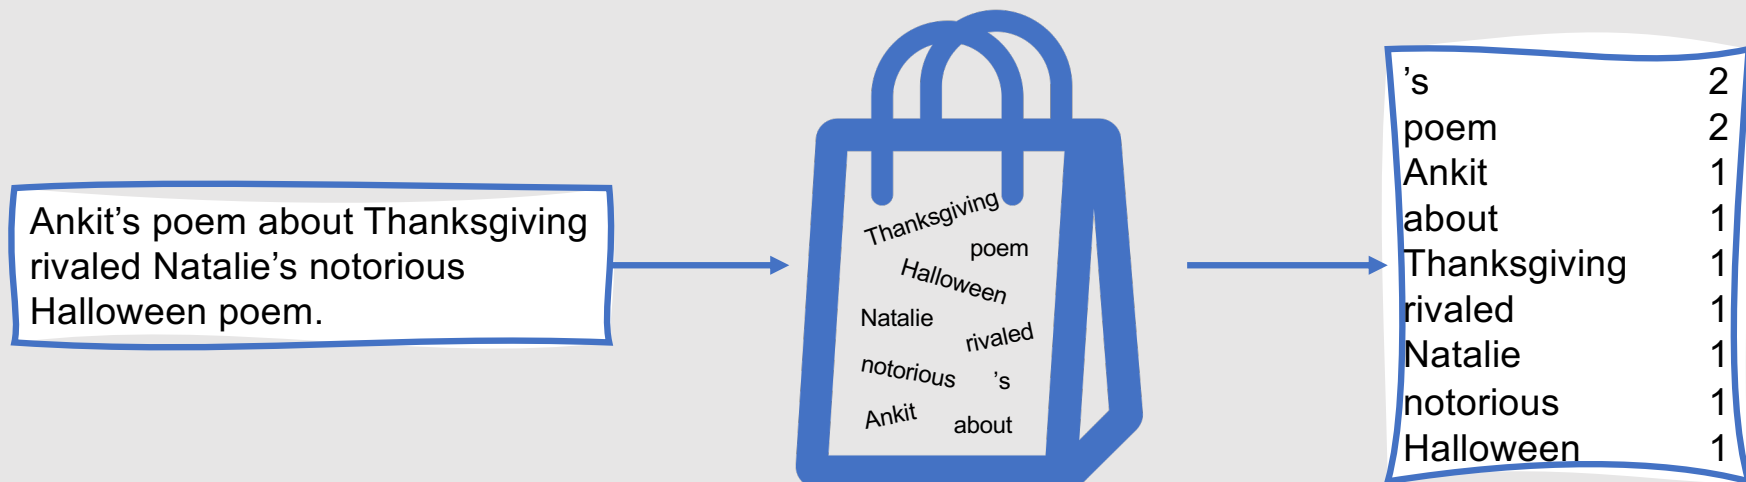 Ankit’s poem about Thanksgiving
rivaled Natalie’s notorious
Halloween poem.
Thanksgiving
poem
Halloween
Natalie
rivaled
notorious
’s
Ankit
about
’s 2
poem 2
Ankit 1
about 1
Thanksgiving 1
rivaled 1
Natalie 1
notorious 1
Halloween 1